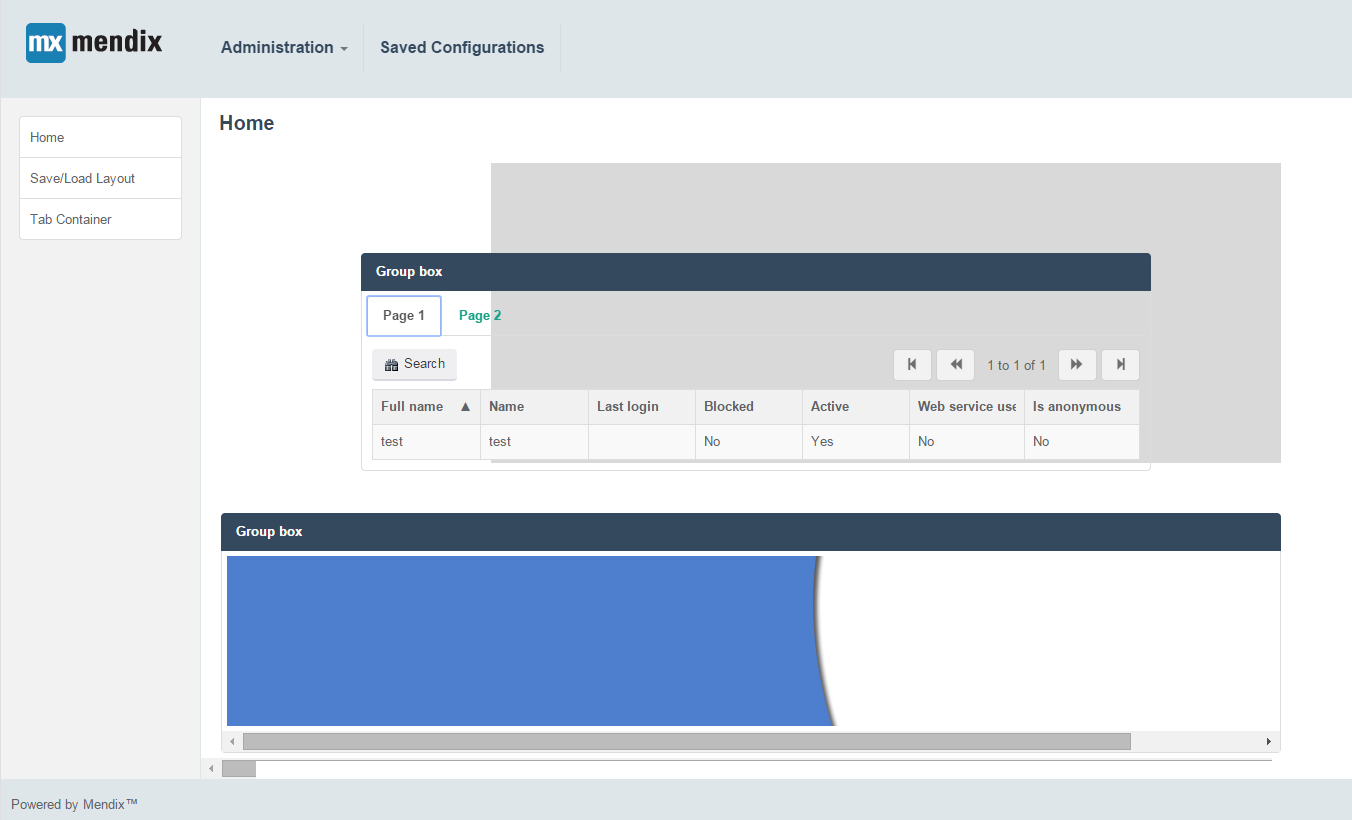 mx mendix
Administration
Saved Configurations
Home
Save/Load Layout
Tab Container
Home
Group box
Page 1
Page 2
Search
1 to 1 of 1
Full name ▲ Name Last login Blocked Active Web service use Is anonymous
test test No Yes No No
Group box
Powered by Mendix™